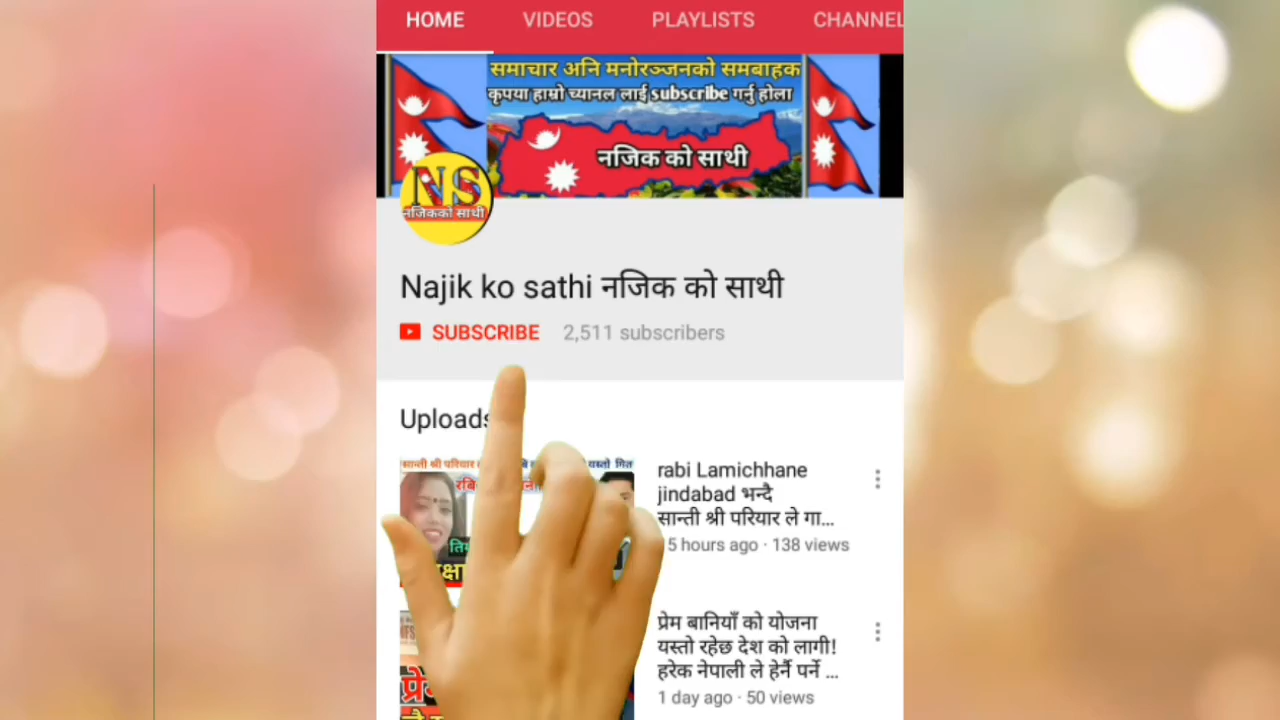 HOME VIDEOS PLAYLISTS CHANNEL
समाचार अनि मनोरञ्जनको समबाहक
कृपया हाम्रो च्यानल लाई subscribe गर्नु होला
नजिक को साथी
NS
नजिकको साथी
Najik ko sathi नजिक को साथी
SUBSCRIBE 2,511 subscribers
Uploads
सान्ती श्री परियार
यस्तो गित
rabi Lamichhane
jindabad भन्दै
सान्ती श्री परियार ले गा...
5 hours ago · 138 views
प्रेम बानियाँ को योजना
यस्तो रहेछ देश को लागी!
हरेक नेपाली ले हेर्नै पर्ने ...
1 day ago · 50 views